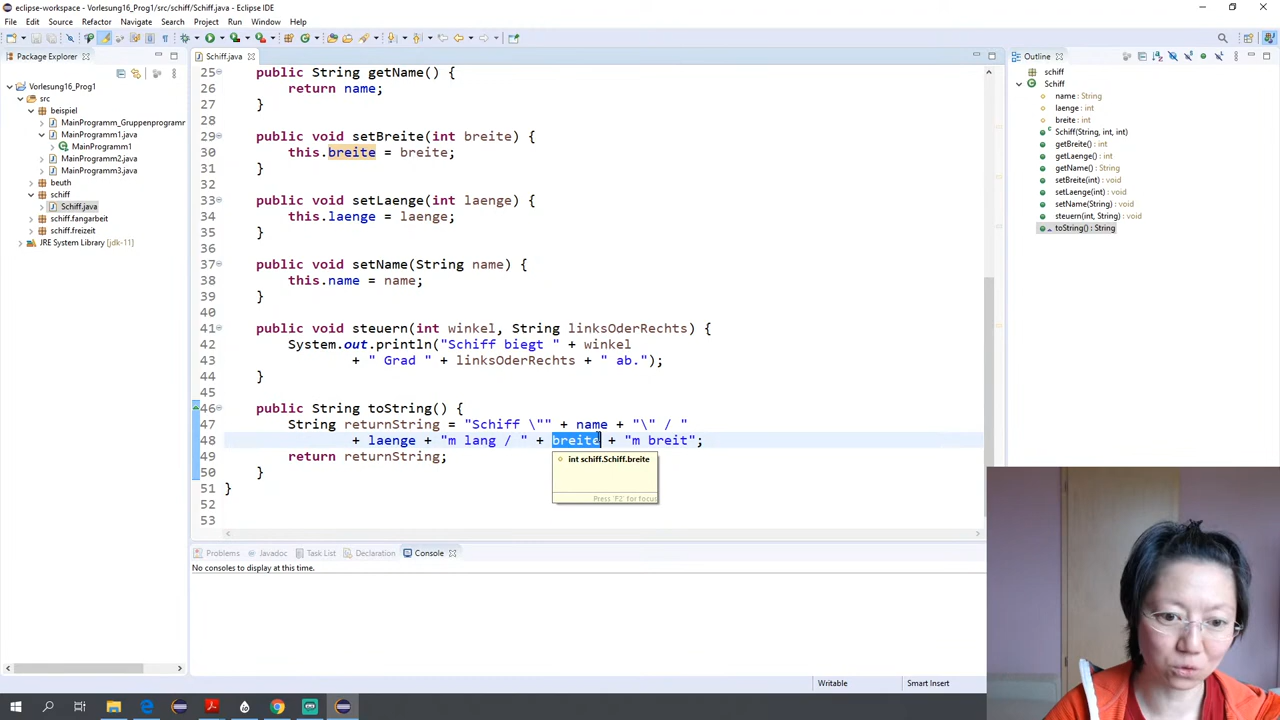 eclipse-workspace - Vorlesung16_Prog1/src/schiff/Schiff.java - Eclipse IDE
File Edit Source Refactor Navigate Search Project Run Window Help
Package Explorer
Vorlesung16_Prog1
src
beispiel
MainProgramm_Gruppenprogramm
MainProgramm1.java
MainProgramm1
MainProgramm2.java
MainProgramm3.java
beuth
schiff
Schiff.java
schiff.fangarbeit
schiff.freizeit
JRE System Library [jdk-11]
Schiff.java
25 public String getName() {
26 return name;
27 }
28
29 public void setBreite(int breite) {
30 this.breite = breite;
31 }
32
33 public void setLaenge(int laenge) {
34 this.laenge = laenge;
35 }
36
37 public void setName(String name) {
38 this.name = name;
39 }
40
41 public void steuern(int winkel, String linksOderRechts) {
42 System.out.println("Schiff biegt " + winkel
43 + " Grad " + linksOderRechts + " ab.");
44 }
45
46 public String toString() {
47 String returnString = "Schiff \"" + name + "\" / "
48 + laenge + "m lang / " + breite + "m breit";
49 return returnString;
50 }
51 }
52
53
int schiff.Schiff.breite
Press 'F2' for focus
Outline
schiff
Schiff
name : String
laenge : int
breite : int
Schiff(String, int, int)
getBreite() : int
getLaenge() : int
getName() : String
setBreite(int) : void
setLaenge(int) : void
setName(String) : void
steuern(int, String) : void
toString() : String
Problems Javadoc Task List Declaration Console
No consoles to display at this time.
Writable Smart Insert